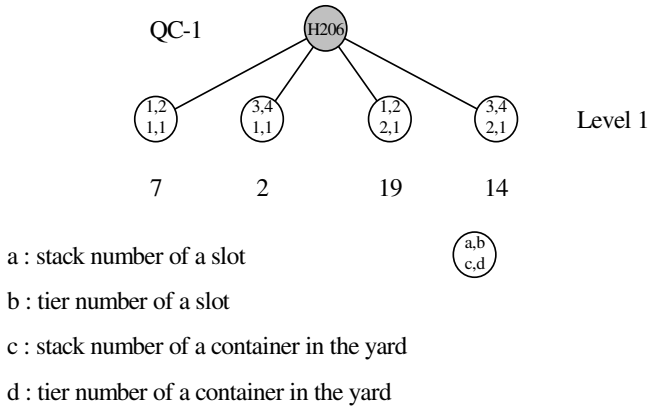 QC-1
H206
1,2
1,1
3,4
1,1
1,2
2,1
3,4
2,1
Level 1
7 2 19 14
a : stack number of a slot
a,b
c,d
b : tier number of a slot
c : stack number of a container in the yard
d : tier number of a container in the yard